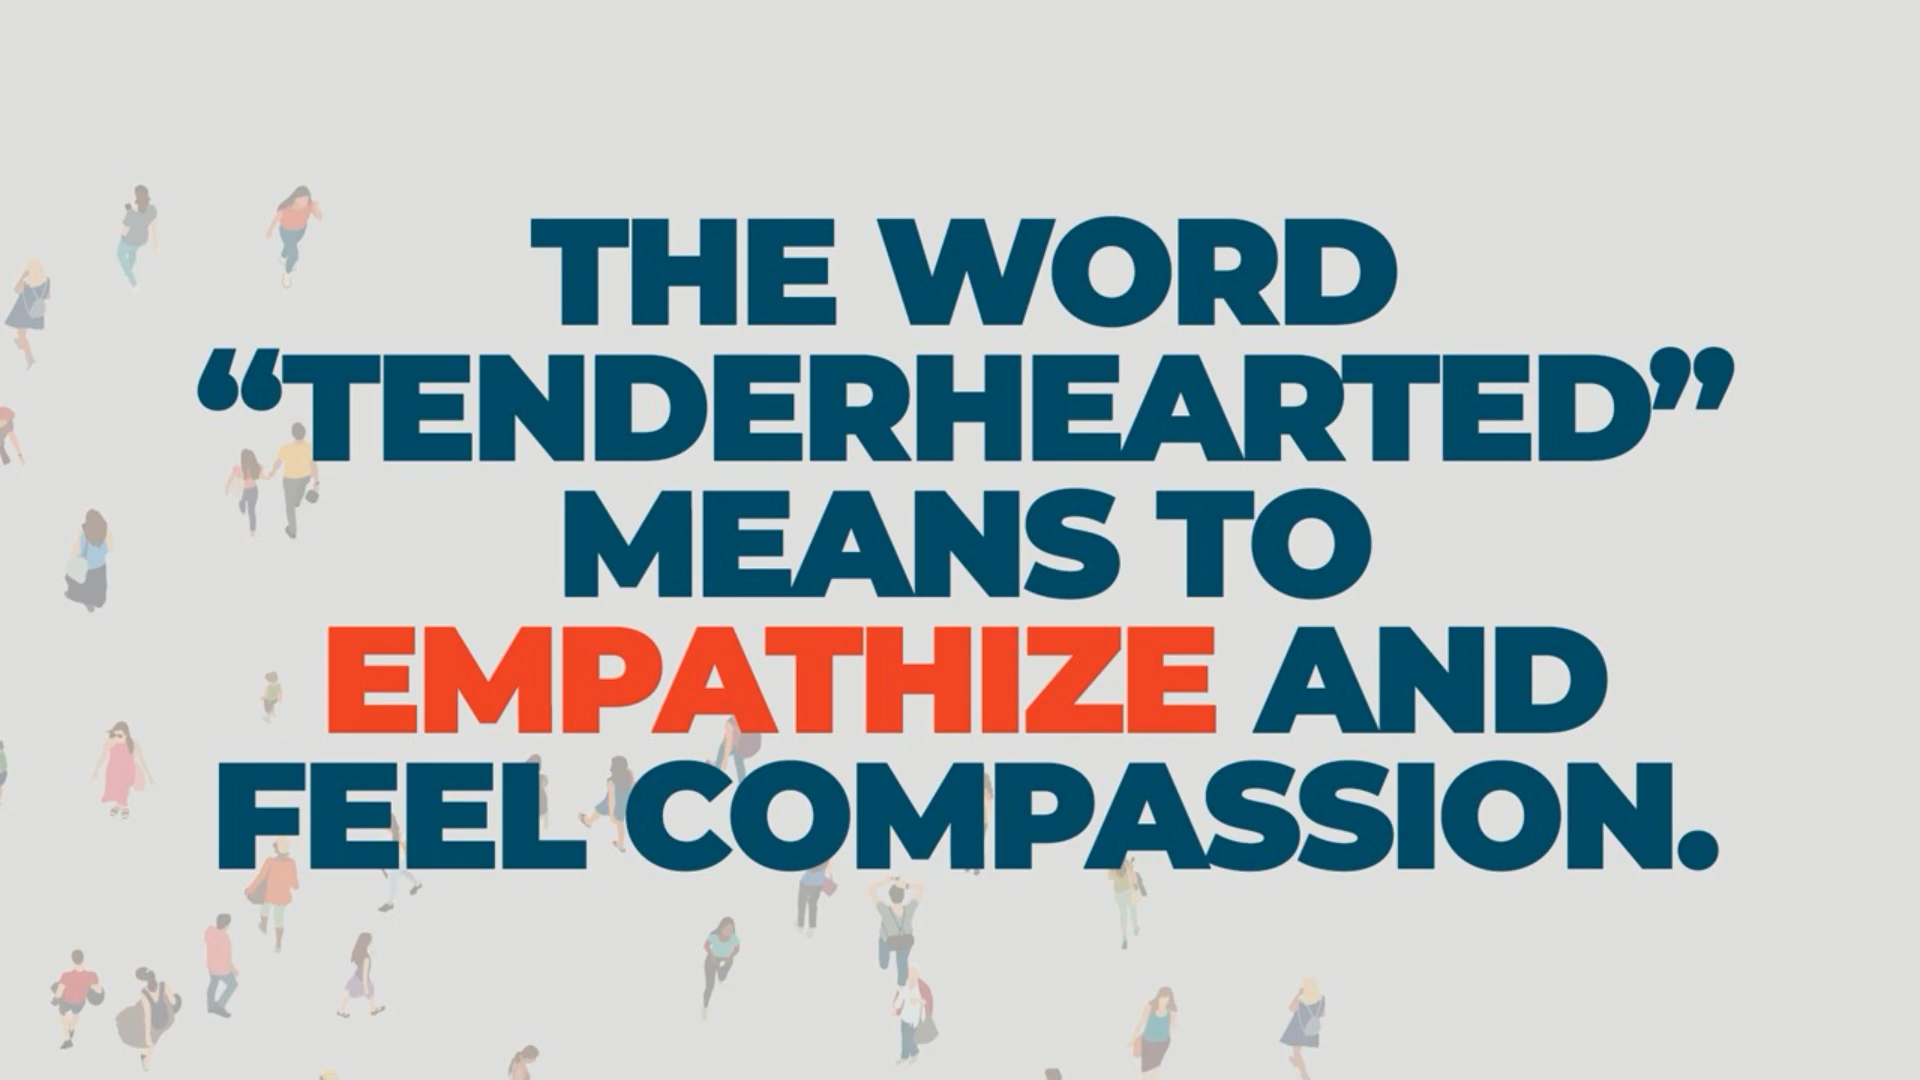 THE WORD
“TENDERHEARTED”
MEANS TO
EMPATHIZE AND
FEEL COMPASSION.